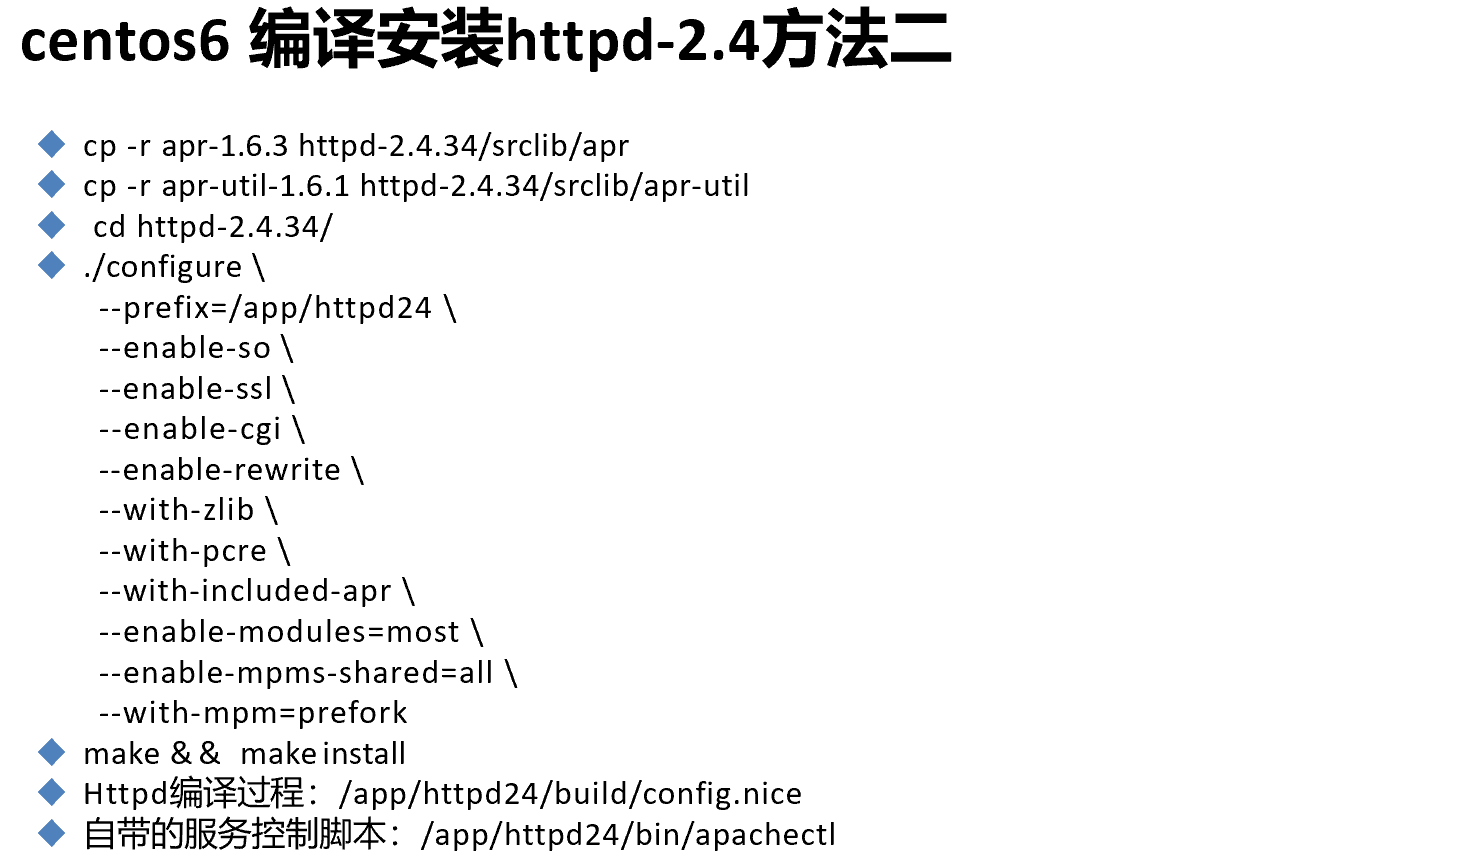 centos6 编译安装httpd-2.4方法二
cp -r apr-1.6.3 httpd-2.4.34/srclib/apr
cp -r apr-util-1.6.1 httpd-2.4.34/srclib/apr-util
cd httpd-2.4.34/
./configure \
--prefix=/app/httpd24 \
--enable-so \
--enable-ssl \
--enable-cgi \
--enable-rewrite \
--with-zlib \
--with-pcre \
--with-included-apr \
--enable-modules=most \
--enable-mpms-shared=all \
--with-mpm=prefork
make && make install
Httpd编译过程：/app/httpd24/build/config.nice
自带的服务控制脚本：/app/httpd24/bin/apachectl